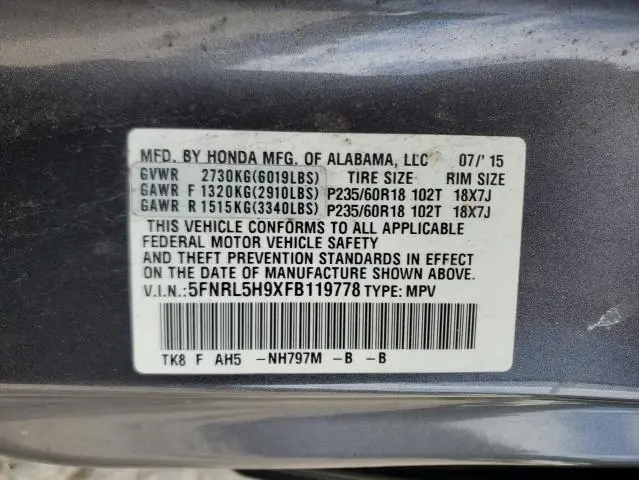 MFD. BY HONDA MFG. OF ALABAMA, LLC 07/'15
GVWR 2730KG(6019LBS) TIRE SIZE RIM SIZE
GAWR F 1320KG(2910LBS) P235/60R18 102T 18X7J
GAWR R 1515KG(3340LBS) P235/60R18 102T 18X7J
THIS VEHICLE CONFORMS TO ALL APPLICABLE
FEDERAL MOTOR VEHICLE SAFETY
AND THEFT PREVENTION STANDARDS IN EFFECT
ON THE DATE OF MANUFACTURE SHOWN ABOVE.
V.I.N.:5FNRL5H9XFB119778 TYPE: MPV
TK8 F AH5 -NH797M -B -B